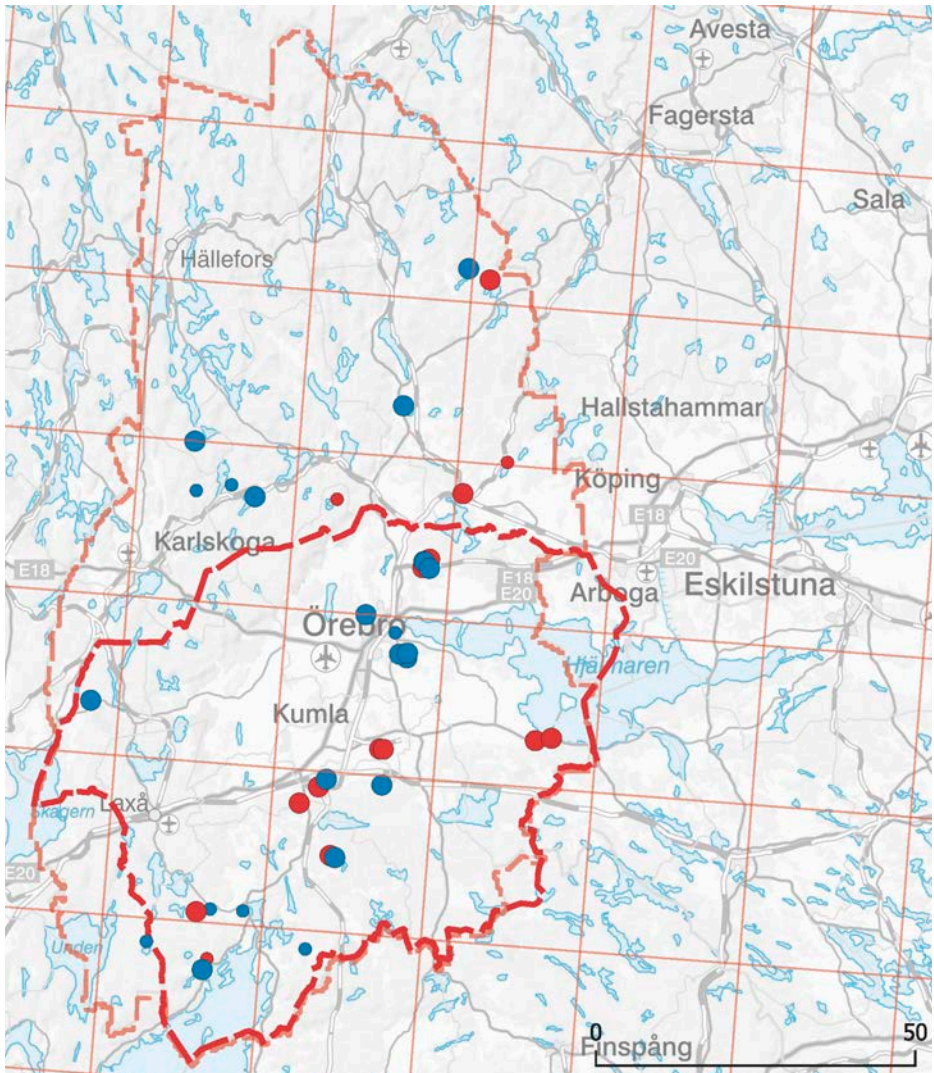 Avesta
Fagersta
Sala
Hällefors
Hallstahammar
Köping
E18
Karlskoga
E18
E20
E18
E20
Arboga
Eskilstuna
Örebro
Hjälmaren
Kumla
Skagern
Laxå
E20
Unden
0
50
Finspång